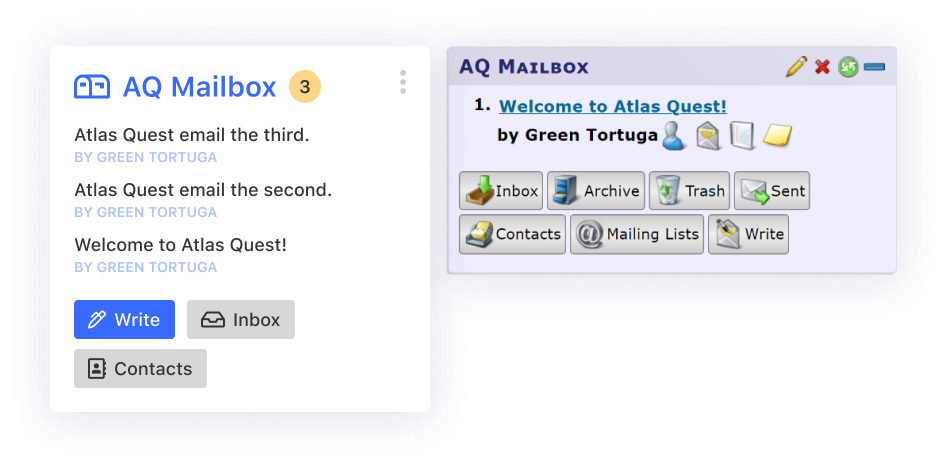 AQ Mailbox 3
Atlas Quest email the third.
BY GREEN TORTUGA
Atlas Quest email the second.
BY GREEN TORTUGA
Welcome to Atlas Quest!
BY GREEN TORTUGA
Write Inbox
Contacts
AQ MAILBOX
1. Welcome to Atlas Quest!
by Green Tortuga
Inbox Archive Trash Sent
Contacts Mailing Lists Write